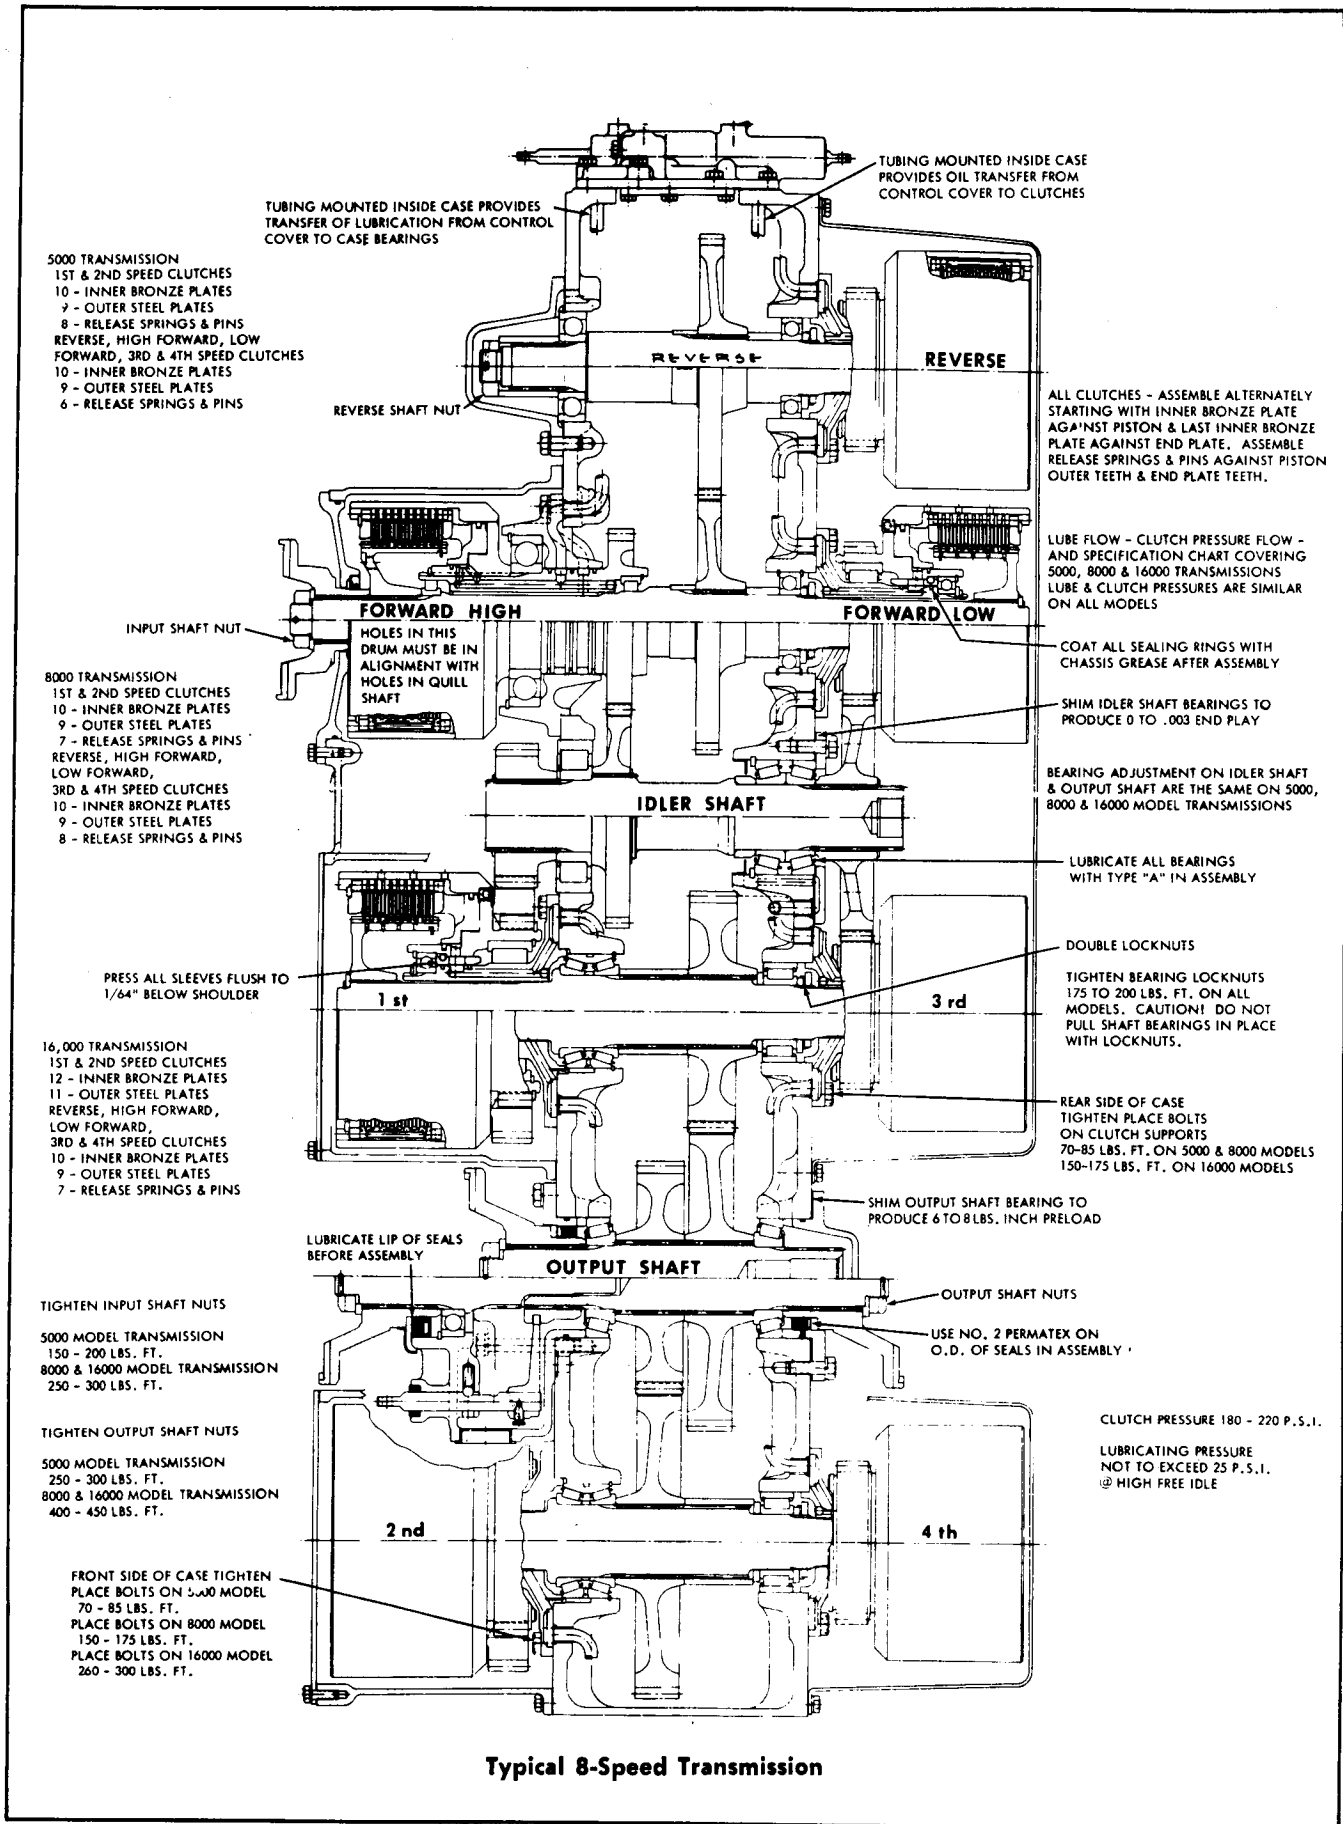 TUBING MOUNTED INSIDE CASE
PROVIDES OIL TRANSFER FROM
CONTROL COVER TO CLUTCHES
TUBING MOUNTED INSIDE CASE PROVIDES
TRANSFER OF LUBRICATION FROM CONTROL
COVER TO CASE BEARINGS
5000 TRANSMISSION
1ST & 2ND SPEED CLUTCHES
10 - INNER BRONZE PLATES
9 - OUTER STEEL PLATES
8 - RELEASE SPRINGS & PINS
REVERSE, HIGH FORWARD, LOW
FORWARD, 3RD & 4TH SPEED CLUTCHES
10 - INNER BRONZE PLATES
9 - OUTER STEEL PLATES
6 - RELEASE SPRINGS & PINS
REVERSE
REVERSE
REVERSE SHAFT NUT
ALL CLUTCHES - ASSEMBLE ALTERNATELY
STARTING WITH INNER BRONZE PLATE
AGAINST PISTON & LAST INNER BRONZE
PLATE AGAINST END PLATE. ASSEMBLE
RELEASE SPRINGS & PINS AGAINST PISTON
OUTER TEETH & END PLATE TEETH.
LUBE FLOW - CLUTCH PRESSURE FLOW -
AND SPECIFICATION CHART COVERING
5000, 8000 & 16000 TRANSMISSIONS
LUBE & CLUTCH PRESSURES ARE SIMILAR
ON ALL MODELS
FORWARD HIGH
FORWARD LOW
INPUT SHAFT NUT
HOLES IN THIS
DRUM MUST BE IN
ALIGNMENT WITH
HOLES IN QUILL
SHAFT
COAT ALL SEALING RINGS WITH
CHASSIS GREASE AFTER ASSEMBLY
8000 TRANSMISSION
1ST & 2ND SPEED CLUTCHES
10 - INNER BRONZE PLATES
9 - OUTER STEEL PLATES
7 - RELEASE SPRINGS & PINS
REVERSE, HIGH FORWARD,
LOW FORWARD,
3RD & 4TH SPEED CLUTCHES
10 - INNER BRONZE PLATES
9 - OUTER STEEL PLATES
8 - RELEASE SPRINGS & PINS
SHIM IDLER SHAFT BEARINGS TO
PRODUCE 0 TO .003 END PLAY
BEARING ADJUSTMENT ON IDLER SHAFT
& OUTPUT SHAFT ARE THE SAME ON 5000,
8000 & 16000 MODEL TRANSMISSIONS
IDLER SHAFT
LUBRICATE ALL BEARINGS
WITH TYPE "A" IN ASSEMBLY
DOUBLE LOCKNUTS
TIGHTEN BEARING LOCKNUTS
175 TO 200 LBS. FT. ON ALL
MODELS. CAUTION! DO NOT
PULL SHAFT BEARINGS IN PLACE
WITH LOCKNUTS.
PRESS ALL SLEEVES FLUSH TO
1/64" BELOW SHOULDER
1 st
3 rd
16,000 TRANSMISSION
1ST & 2ND SPEED CLUTCHES
12 - INNER BRONZE PLATES
11 - OUTER STEEL PLATES
REVERSE, HIGH FORWARD,
LOW FORWARD,
3RD & 4TH SPEED CLUTCHES
10 - INNER BRONZE PLATES
9 - OUTER STEEL PLATES
7 - RELEASE SPRINGS & PINS
REAR SIDE OF CASE
TIGHTEN PLACE BOLTS
ON CLUTCH SUPPORTS
70-85 LBS. FT. ON 5000 & 8000 MODELS
150-175 LBS. FT. ON 16000 MODELS
SHIM OUTPUT SHAFT BEARING TO
PRODUCE 6 TO 8 LBS. INCH PRELOAD
LUBRICATE LIP OF SEALS
BEFORE ASSEMBLY
OUTPUT SHAFT
OUTPUT SHAFT NUTS
USE NO. 2 PERMATEX ON
O.D. OF SEALS IN ASSEMBLY
TIGHTEN INPUT SHAFT NUTS
5000 MODEL TRANSMISSION
150 - 200 LBS. FT.
8000 & 16000 MODEL TRANSMISSION
250 - 300 LBS. FT.
TIGHTEN OUTPUT SHAFT NUTS
5000 MODEL TRANSMISSION
250 - 300 LBS. FT.
8000 & 16000 MODEL TRANSMISSION
400 - 450 LBS. FT.
CLUTCH PRESSURE 180 - 220 P.S.I.
LUBRICATING PRESSURE
NOT TO EXCEED 25 P.S.I.
@ HIGH FREE IDLE
2 nd
4 th
FRONT SIDE OF CASE TIGHTEN
PLACE BOLTS ON 5000 MODEL
70 - 85 LBS. FT.
PLACE BOLTS ON 8000 MODEL
150 - 175 LBS. FT.
PLACE BOLTS ON 16000 MODEL
260 - 300 LBS. FT.
Typical 8-Speed Transmission